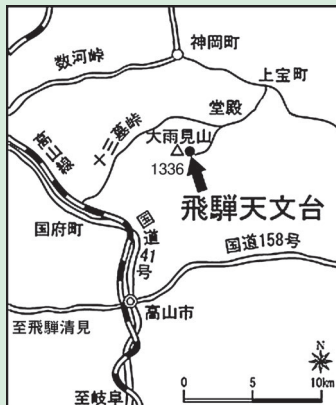 神岡町
数河峠
上宝町
堂殿
十三墓峠
大雨見山
1336
高山線
飛騨天文台
国府町
国道41号
国道158号
高山市
至飛騨清見
N
至岐阜
0 5 10km